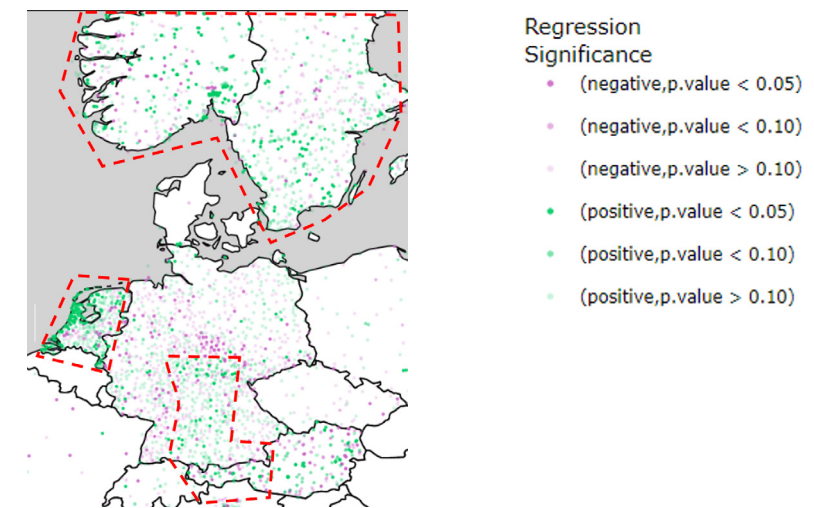 Regression
Significance
(negative,p.value < 0.05)
(negative,p.value < 0.10)
(negative,p.value > 0.10)
(positive,p.value < 0.05)
(positive,p.value < 0.10)
(positive,p.value > 0.10)